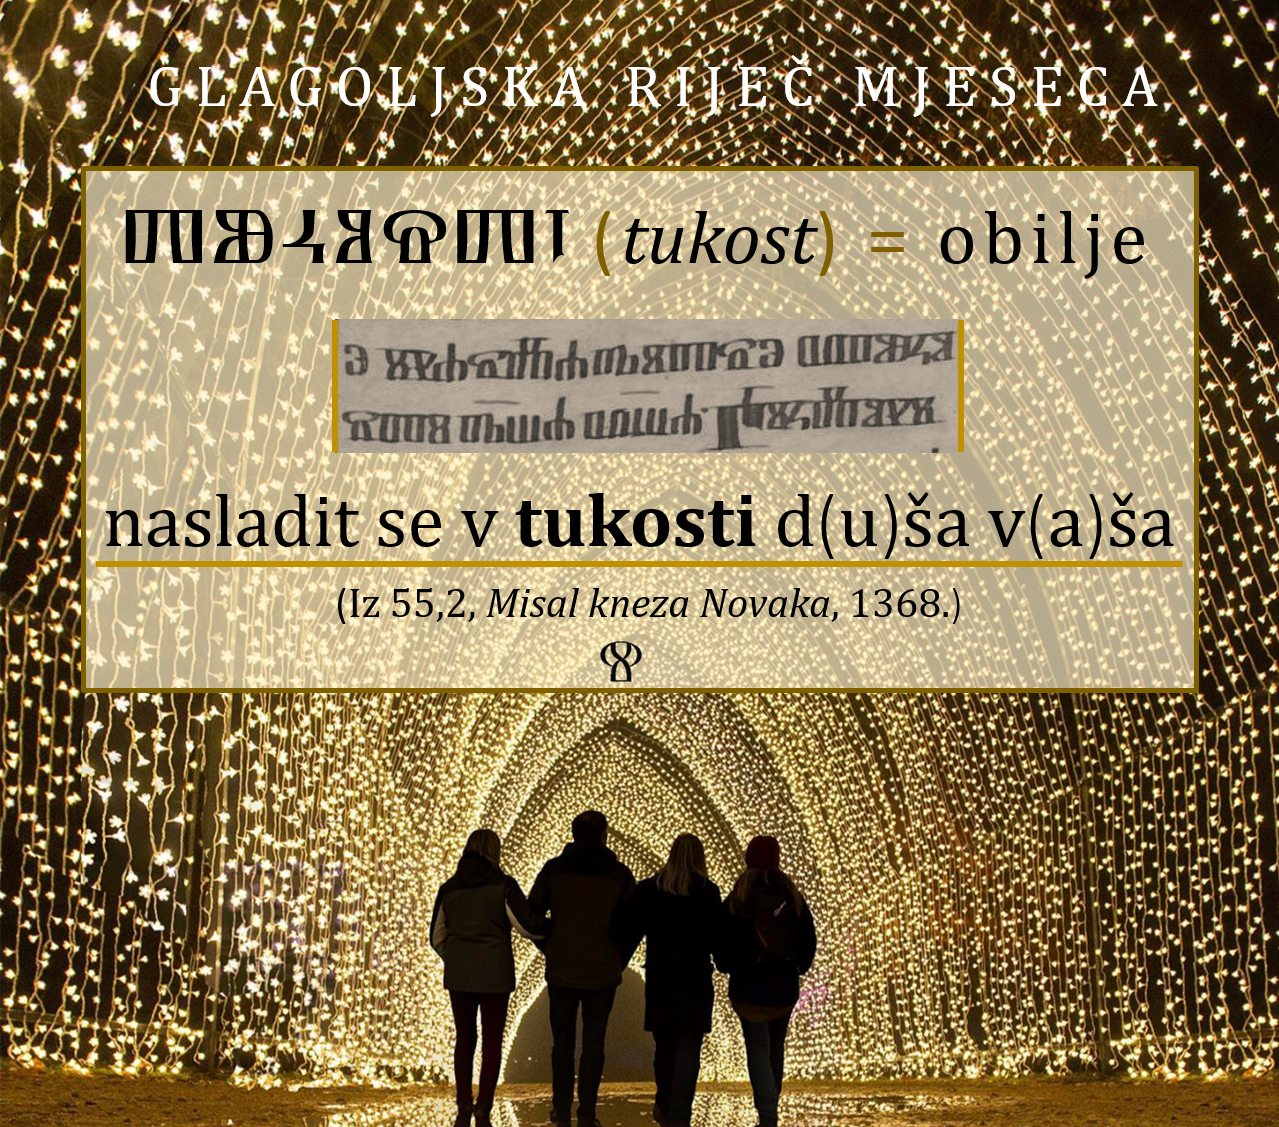 GLAGOLJSKA RIJEČ MJESECA
ⰕⰖⰍⰑⰔⰕⰠ (tukost) = obilje
nasladit se v tukosti d(u)ša v(a)ša
(Iz 55,2, Misal kneza Novaka, 1368.)